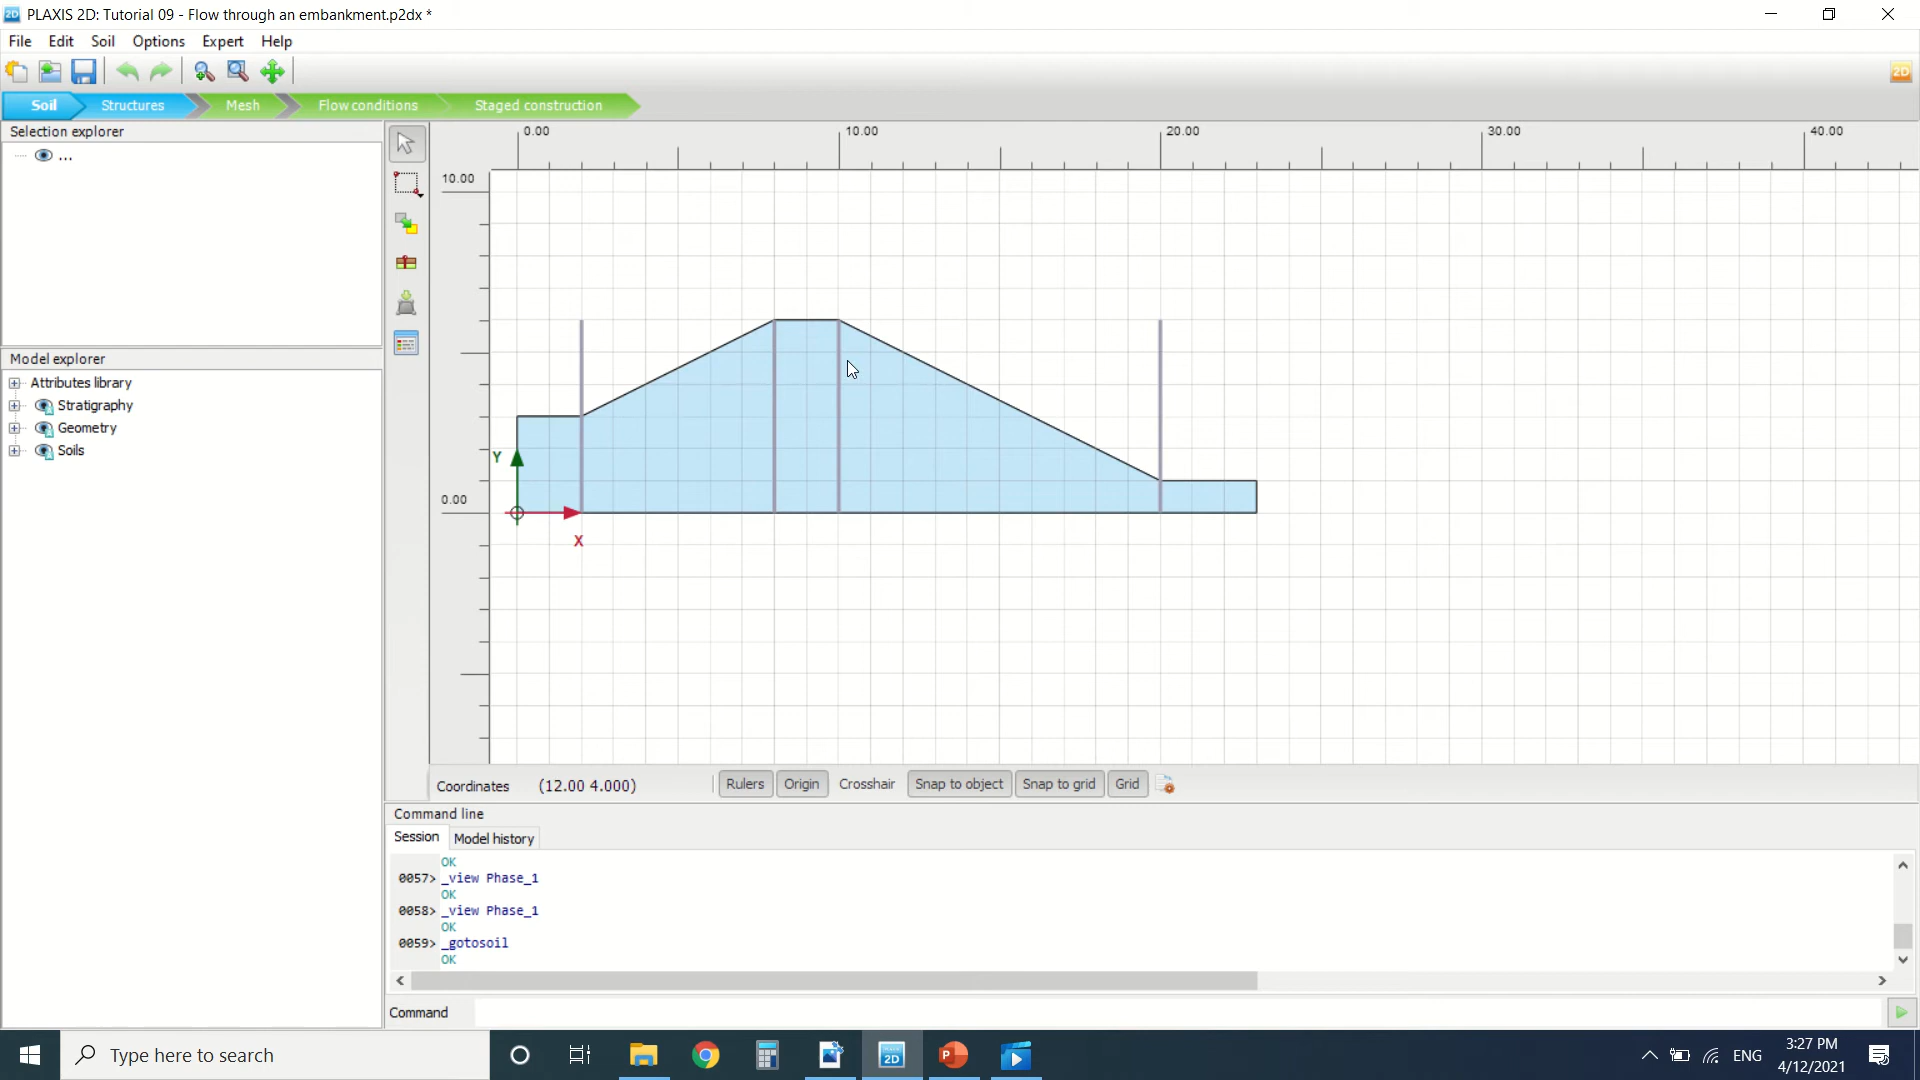 PLAXIS 2D: Tutorial 09 - Flow through an embankment.p2dx *
File Edit Soil Options Expert Help
2D
Soil Structures Mesh Flow conditions Staged construction
Selection explorer
...
Model explorer
Attributes library
Stratigraphy
Geometry
Soils
0.00 10.00 20.00 30.00 40.00
10.00
0.00
Y
X
Coordinates (12.00 4.000) Rulers Origin Crosshair Snap to object Snap to grid Grid
Command line
Session Model history
OK
0057> _view Phase_1
OK
0058> _view Phase_1
OK
0059> _gotosoil
OK
Command
Type here to search
2D
P
ENG
3:27 PM
4/12/2021